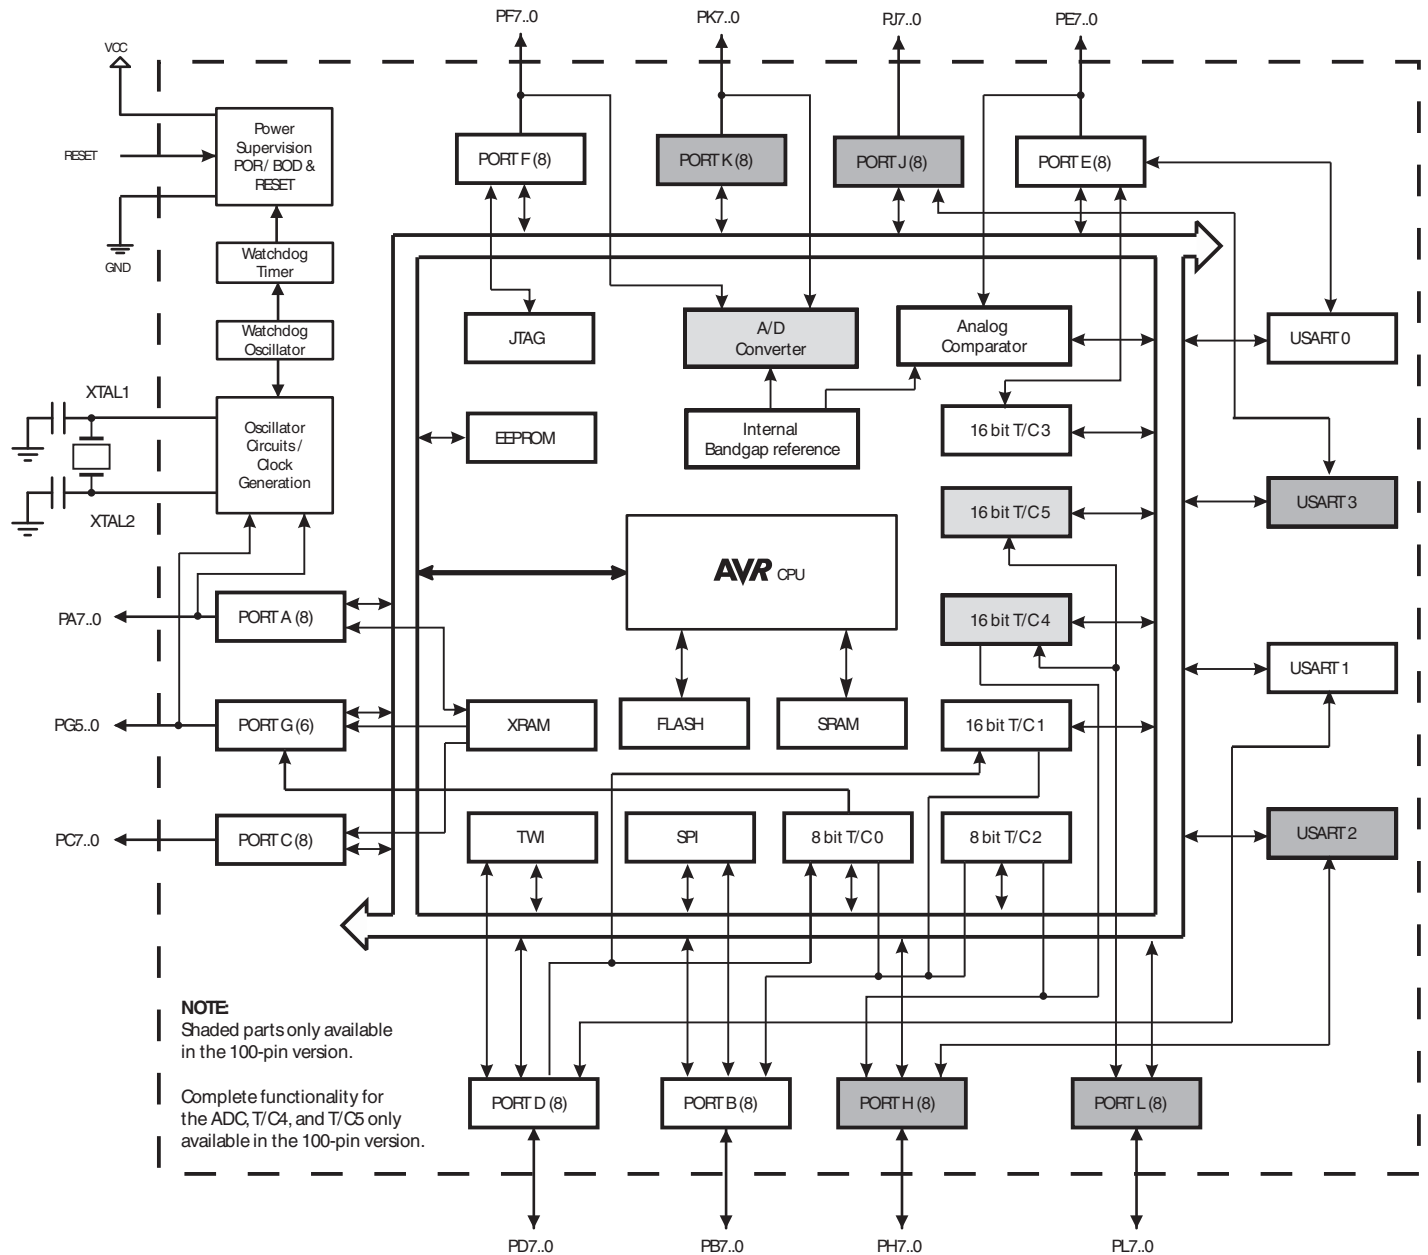 PF7..0
PK7..0
PJ7..0
PE7..0
VCC
RESET
GND
Power
Supervision
POR / BOD &
RESET
PORT F (8)
PORT K (8)
PORT J (8)
PORT E (8)
Watchdog
Timer
Watchdog
Oscillator
JTAG
A/D
Converter
Analog
Comparator
USART 0
XTAL1
Oscillator
Circuits /
Clock
Generation
XTAL2
EEPROM
Internal
Bandgap reference
16 bit T/C 3
USART 3
16 bit T/C 5
AVR CPU
PA7..0
PORT A (8)
16 bit T/C 4
USART 1
PG5..0
PORT G (6)
XRAM
FLASH
SRAM
16 bit T/C 1
PC7..0
PORT C (8)
TWI
SPI
8 bit T/C 0
8 bit T/C 2
USART 2
NOTE:
Shaded parts only available
in the 100-pin version.
Complete functionality for
the ADC, T/C4, and T/C5 only
available in the 100-pin version.
PORT D (8)
PORT B (8)
PORT H (8)
PORT L (8)
PD7..0
PB7..0
PH7..0
PL7..0